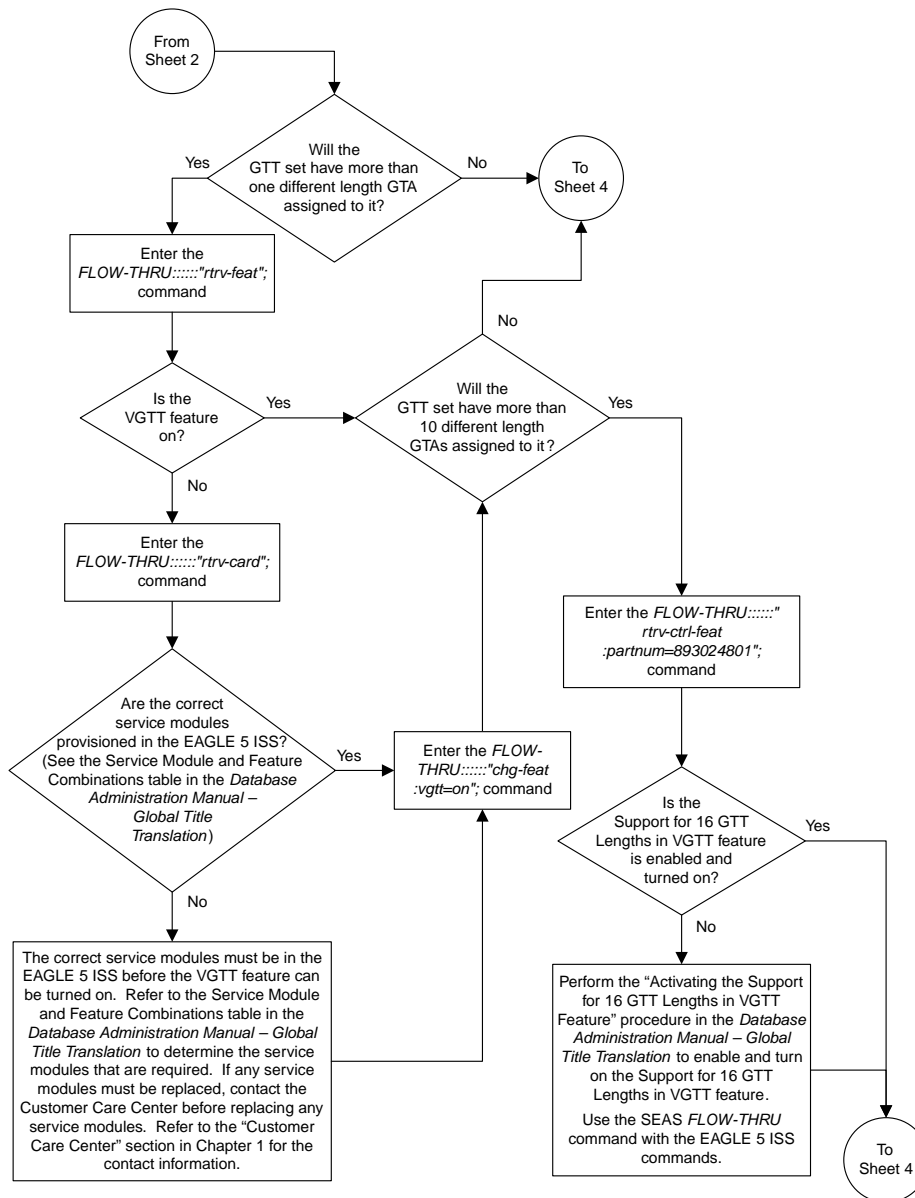 From
Sheet 2
Will the
GTT set have more than
one different length GTA
assigned to it?
Yes
No
To
Sheet 4
Enter the
FLOW-THRU::::::"rtrv-feat";
command
No
Is the
VGTT feature
on?
Yes
Will the
GTT set have more than
10 different length
GTAs assigned to it?
Yes
No
Enter the
FLOW-THRU::::::"rtrv-card";
command
Enter the FLOW-THRU::::::"
rtrv-ctrl-feat
:partnum=893024801";
command
Are the correct
service modules
provisioned in the EAGLE 5 ISS?
(See the Service Module and Feature
Combinations table in the Database
Administration Manual –
Global Title
Translation)
Yes
Enter the FLOW-
THRU::::::"chg-feat
:vgtt=on"; command
Is the
Support for 16 GTT
Lengths in VGTT feature
is enabled and
turned on?
Yes
No
No
The correct service modules must be in the
EAGLE 5 ISS before the VGTT feature can
be turned on. Refer to the Service Module
and Feature Combinations table in the
Database Administration Manual – Global
Title Translation to determine the service
modules that are required. If any service
modules must be replaced, contact the
Customer Care Center before replacing any
service modules. Refer to the “Customer
Care Center” section in Chapter 1 for the
contact information.
Perform the “Activating the Support
for 16 GTT Lengths in VGTT
Feature” procedure in the Database
Administration Manual – Global
Title Translation to enable and turn
on the Support for 16 GTT
Lengths in VGTT feature.
Use the SEAS FLOW-THRU
command with the EAGLE 5 ISS
commands.
To
Sheet 4